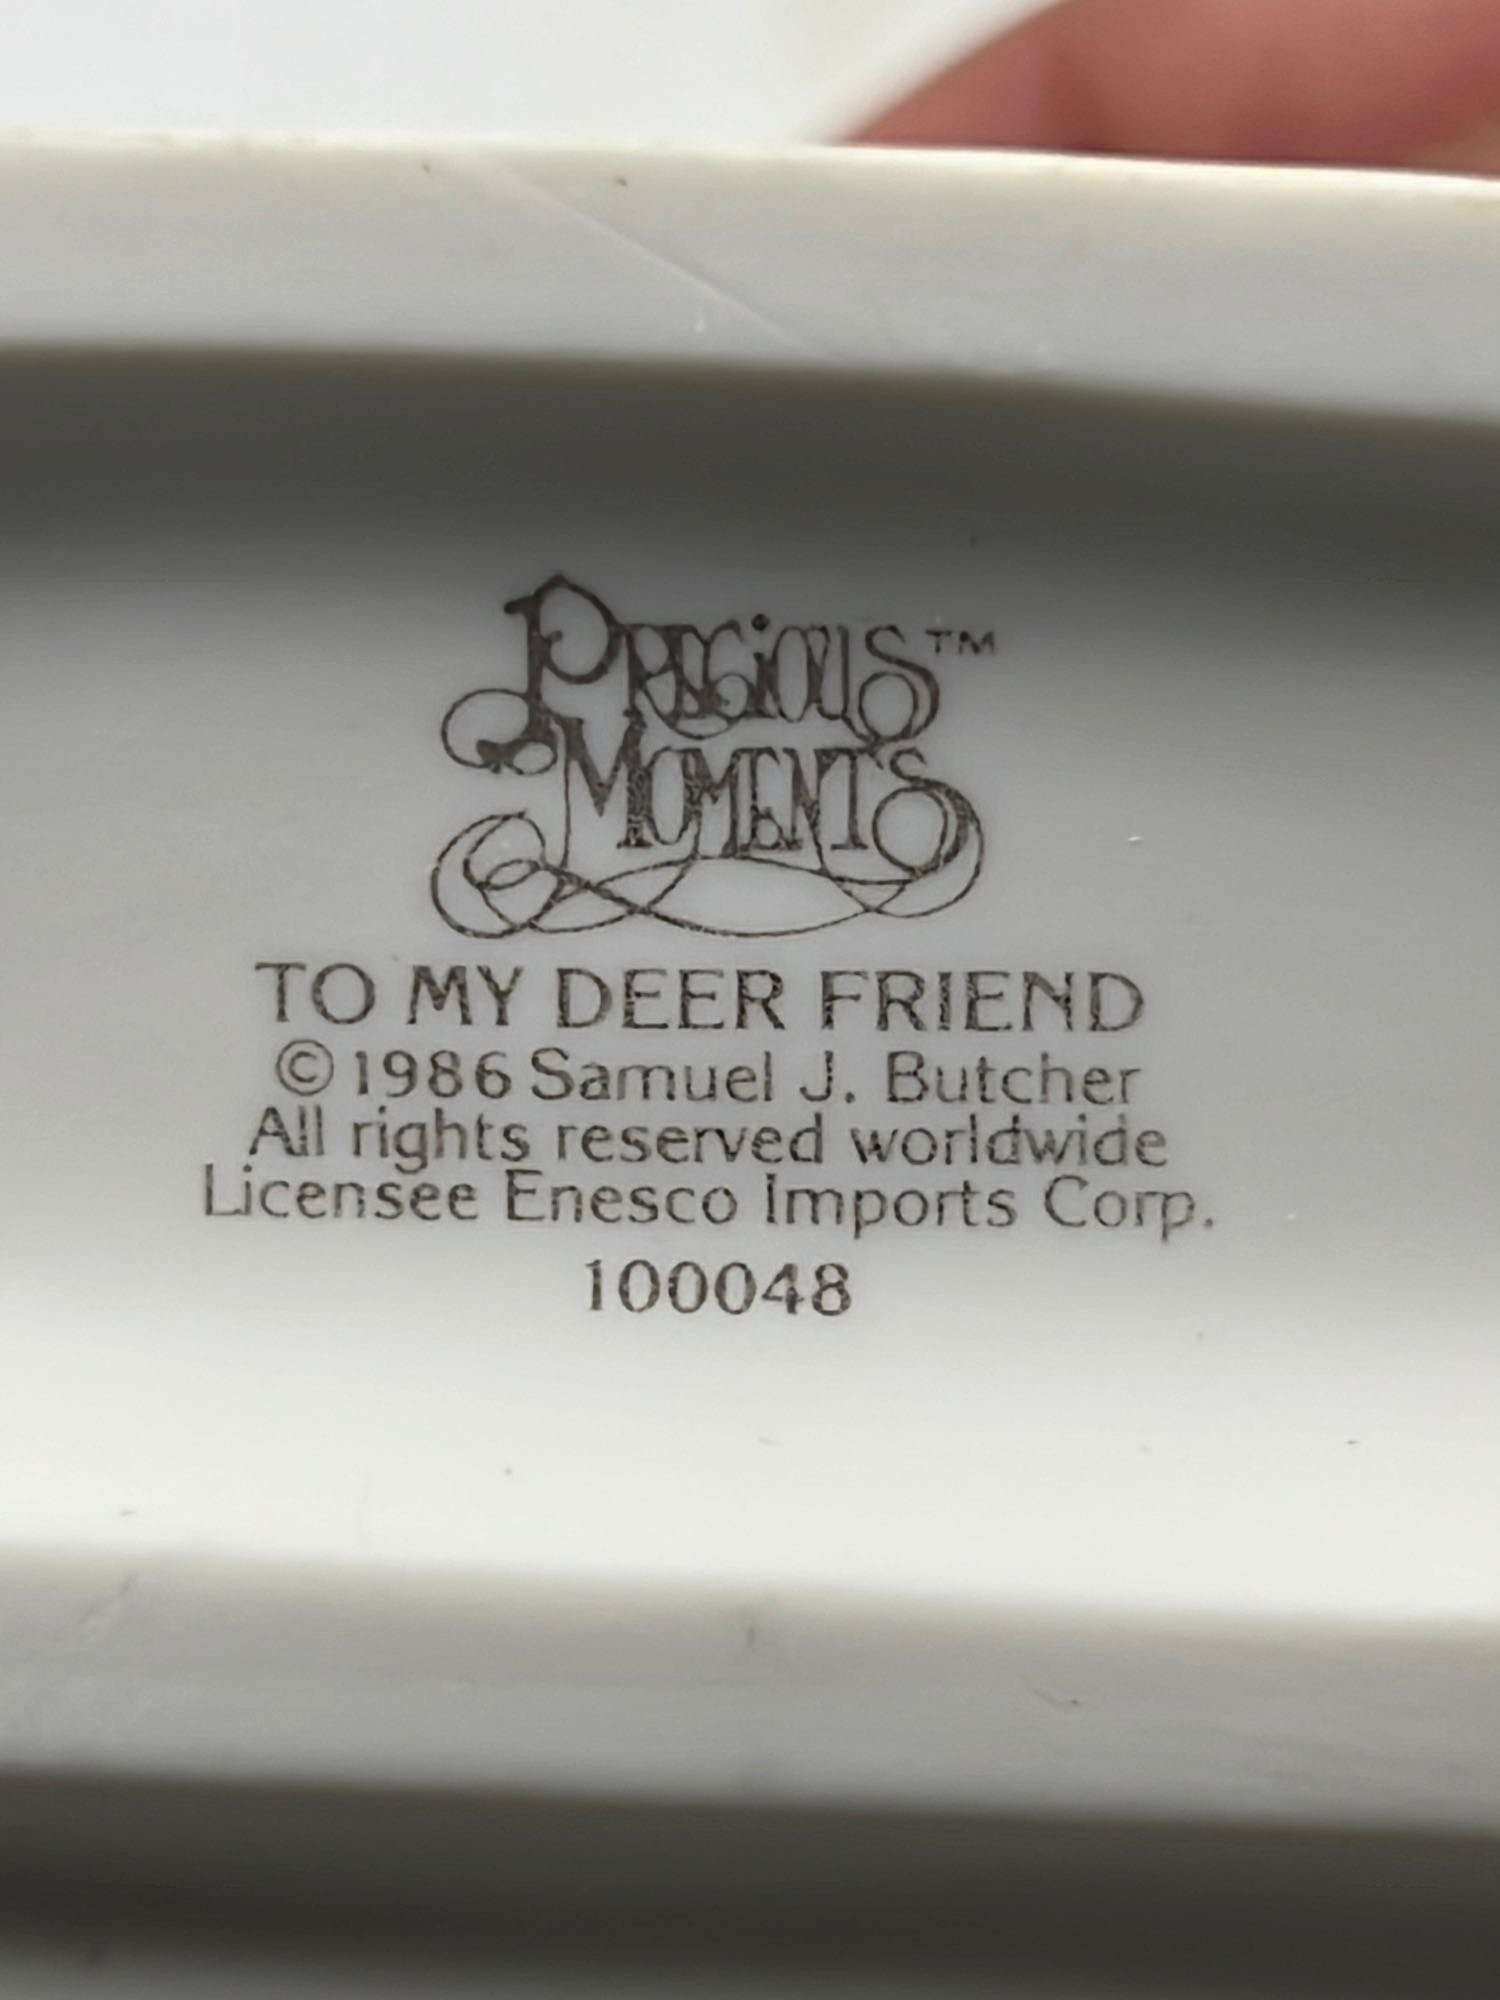 PRECIOUS™
MOMENTS
TO MY DEER FRIEND
©1986 Samuel J. Butcher
All rights reserved worldwide
Licensee Enesco Imports Corp.
100048